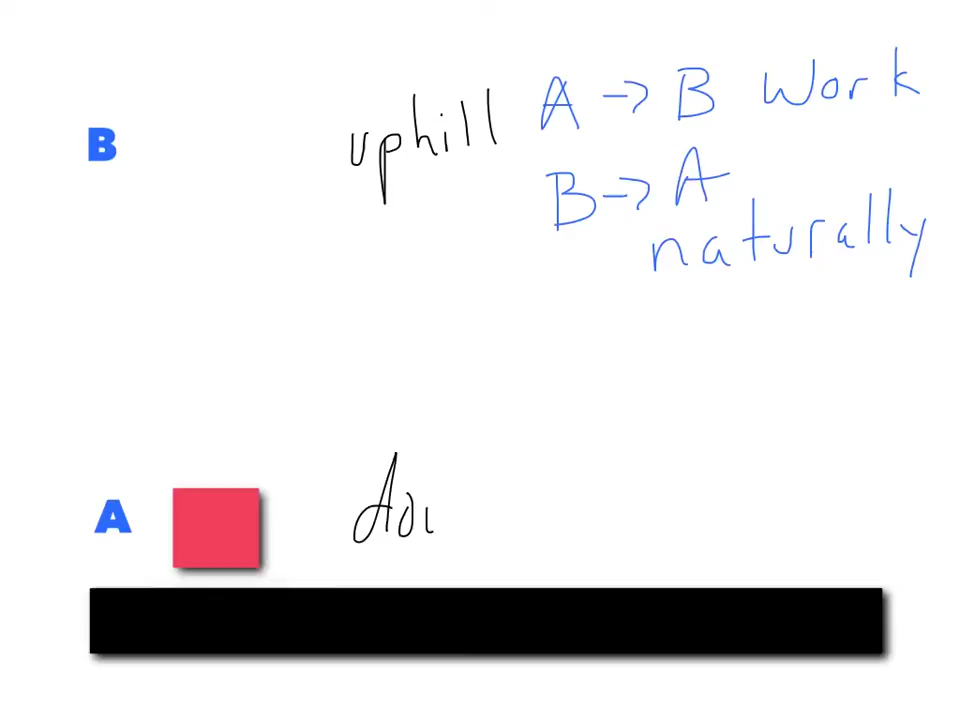 A → B Work
B uphill
B → A
naturally
A